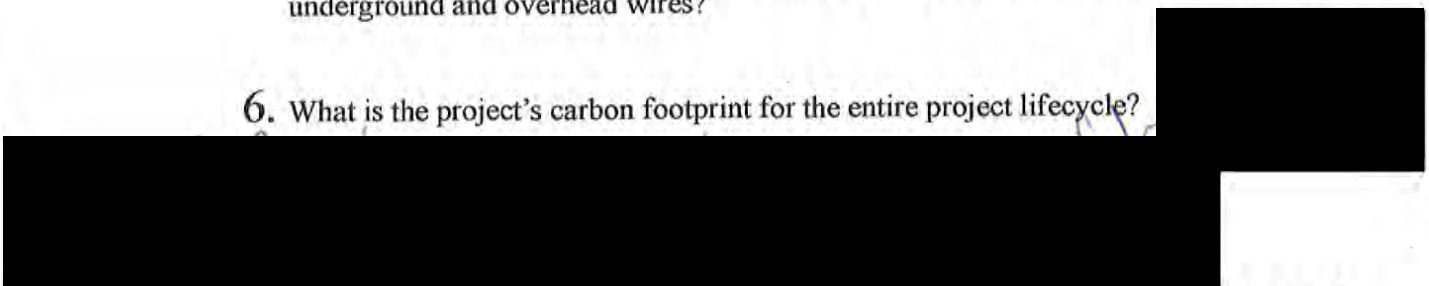 underground and overhead wires?
6. What is the project's carbon footprint for the entire project lifecycle?